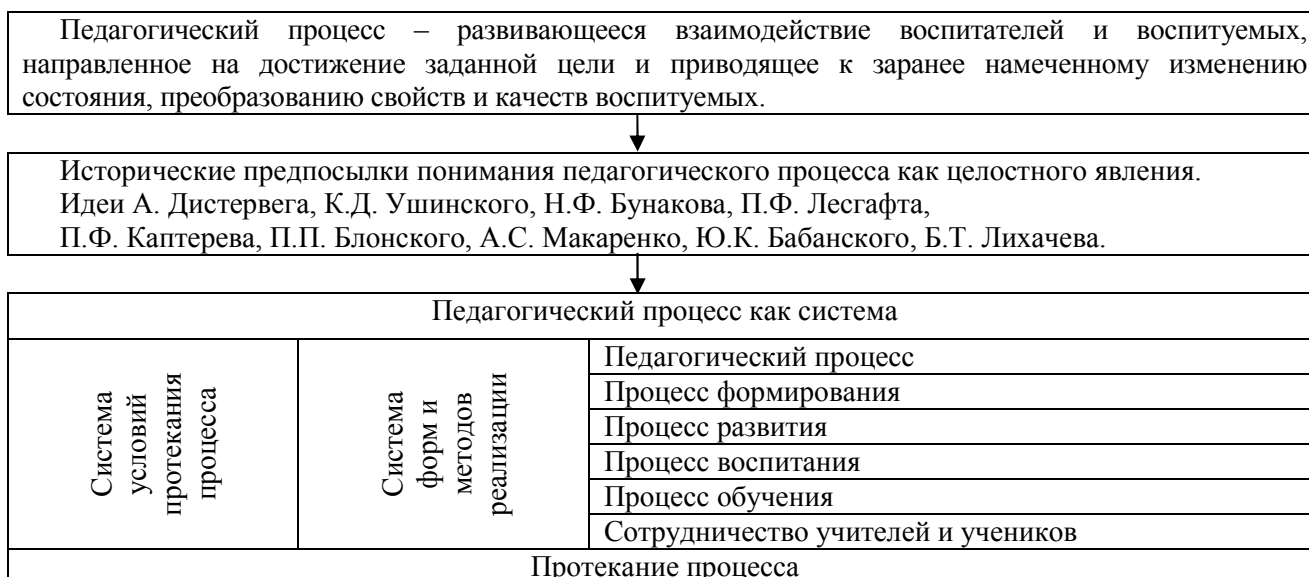 Педагогический процесс – развивающееся взаимодействие воспитателей и воспитуемых,
направленное на достижение заданной цели и приводящее к заранее намеченному изменению
состояния, преобразованию свойств и качеств воспитуемых.
Исторические предпосылки понимания педагогического процесса как целостного явления.
Идеи А. Дистервега, К.Д. Ушинского, Н.Ф. Бунакова, П.Ф. Лесгафта,
П.Ф. Каптерева, П.П. Блонского, А.С. Макаренко, Ю.К. Бабанского, Б.Т. Лихачева.
Педагогический процесс как система
Система
условий
протекания
процесса
Система
форм и
методов
реализации
Педагогический процесс
Процесс формирования
Процесс развития
Процесс воспитания
Процесс обучения
Сотрудничество учителей и учеников
Протекание процесса